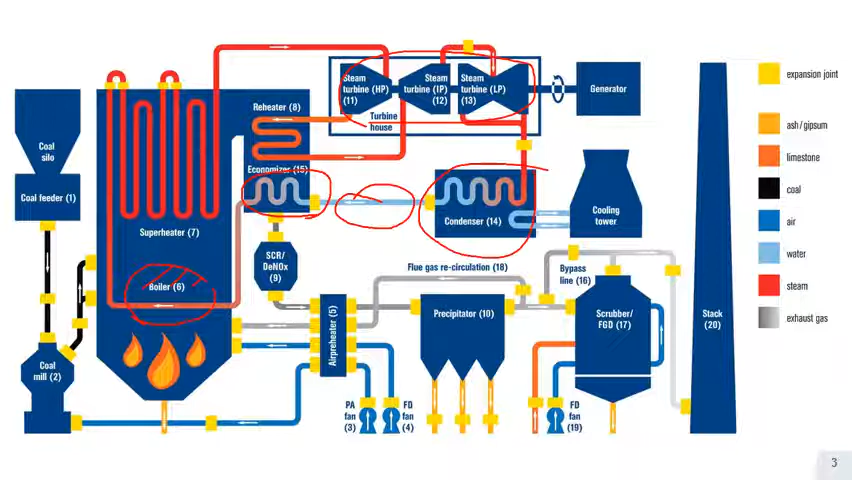 Steam
turbine (HP)
(11)
Steam
turbine (IP)
(12)
Steam
turbine (LP)
(13)
Turbine
house
Generator
expansion joint
ash/gipsum
limestone
coal
air
water
steam
exhaust gas
Reheater (8)
Coal
silo
Coal feeder (1)
Economizer (15)
Superheater (7)
Condenser (14)
Cooling
tower
SCR/
DeNOx
(9)
Boiler (6)
Flue gas re-circulation (18)
Bypass
line (16)
Airpreheater (5)
Precipitator (10)
Scrubber/
FGD (17)
Stack
(20)
Coal
mill (2)
PA
fan
(3)
FD
fan
(4)
FD
fan
(19)
3